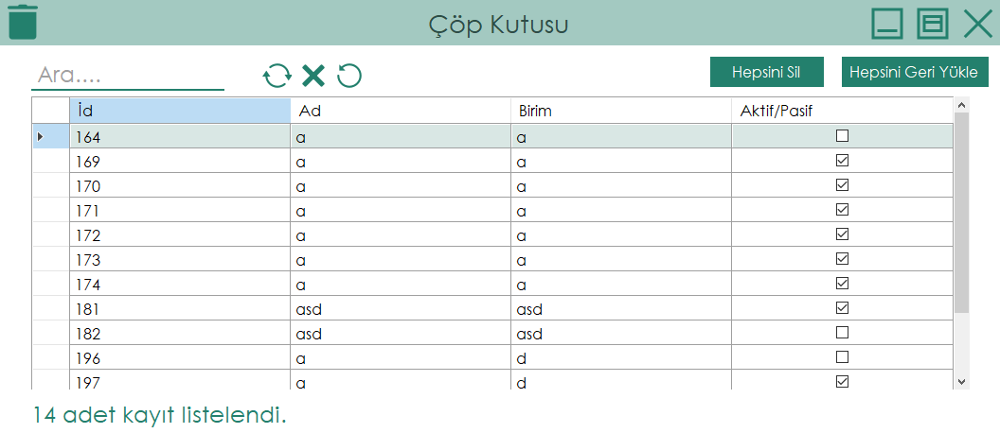 Çöp Kutusu
Ara.... Hepsini Sil Hepsini Geri Yükle
İd Ad Birim Aktif/Pasif
164 a a
169 a a
170 a a
171 a a
172 a a
173 a a
174 a a
181 asd asd
182 asd asd
196 a d
197 a d
14 adet kayıt listelendi.